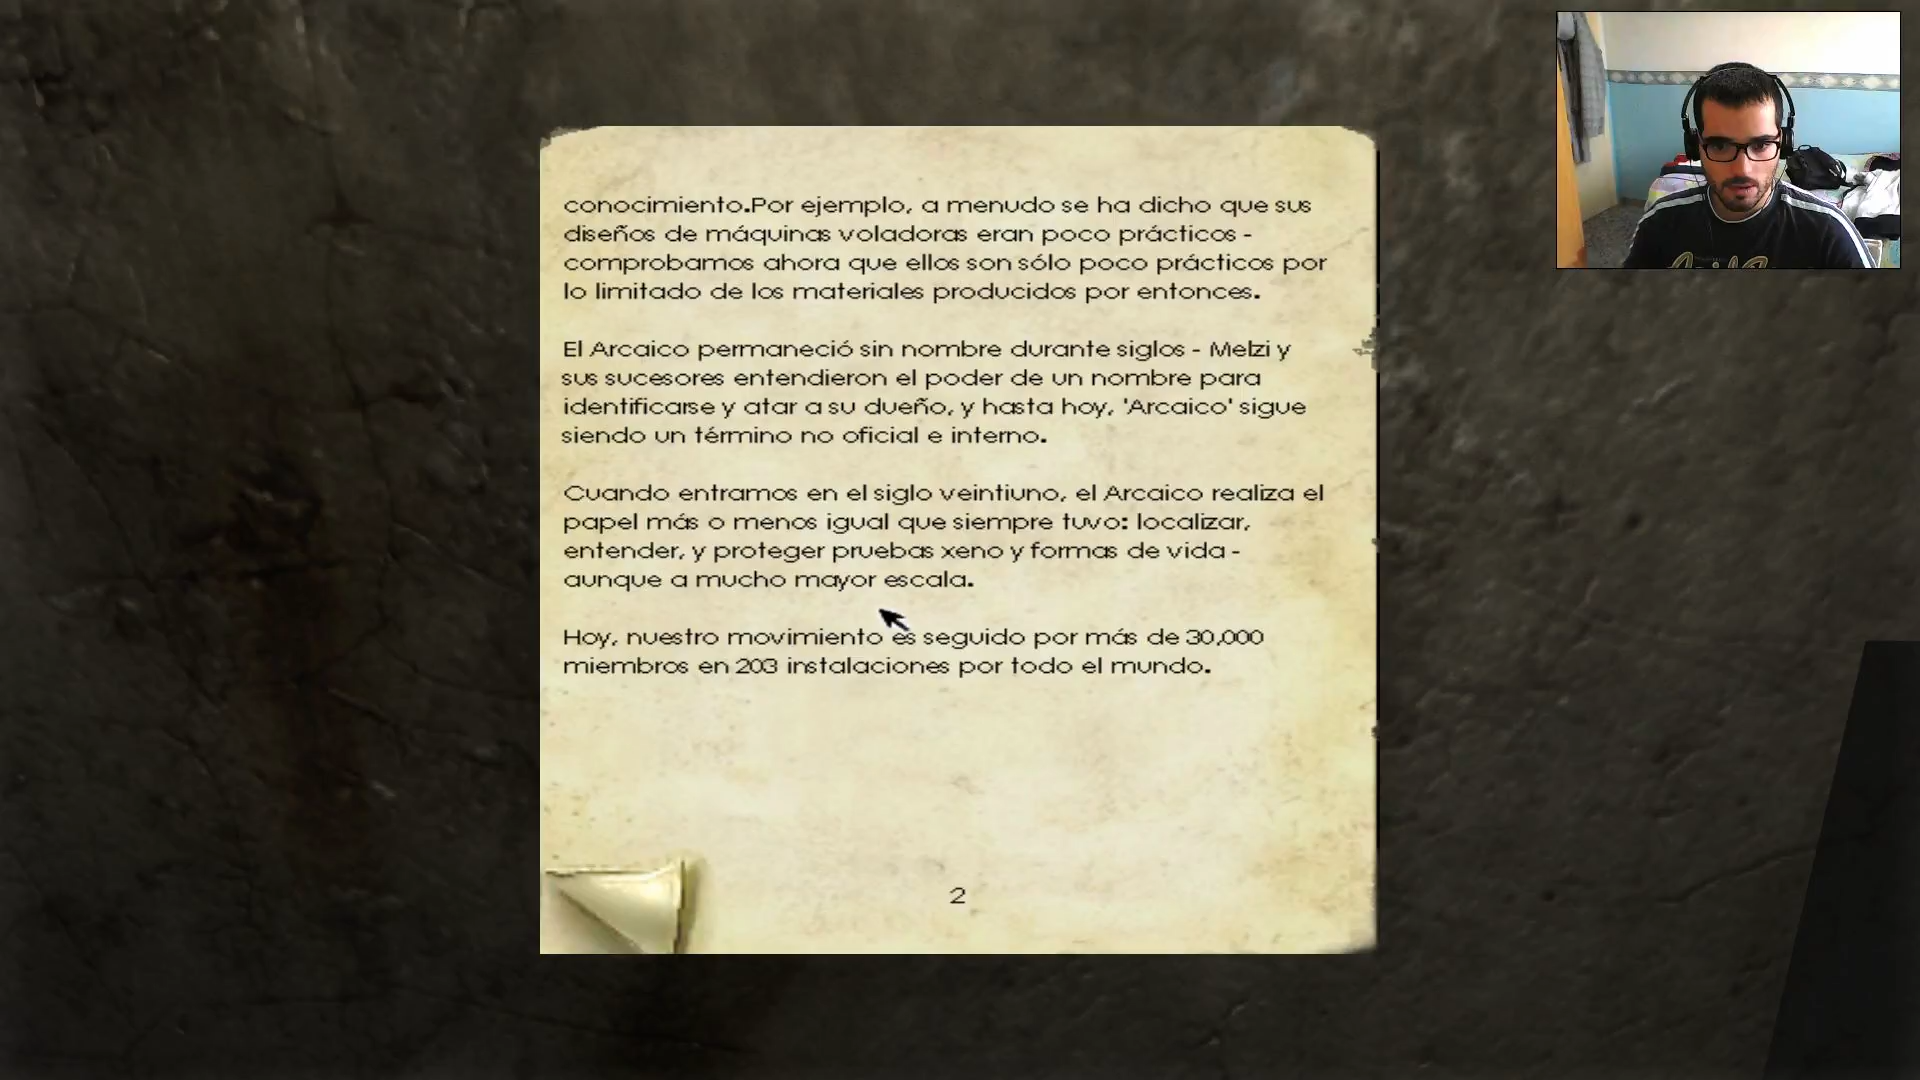 conocimiento.Por ejemplo, a menudo se ha dicho que sus
diseños de máquinas voladoras eran poco prácticos -
comprobamos ahora que ellos son sólo poco prácticos por
lo limitado de los materiales producidos por entonces.
El Arcaico permaneció sin nombre durante siglos - Melzi y
sus sucesores entendieron el poder de un nombre para
identificarse y atar a su dueño, y hasta hoy, 'Arcaico' sigue
siendo un término no oficial e interno.
Cuando entramos en el siglo veintiuno, el Arcaico realiza el
papel más o menos igual que siempre tuvo: localizar,
entender, y proteger pruebas xeno y formas de vida -
aunque a mucho mayor escala.
Hoy, nuestro movimiento es seguido por más de 30,000
miembros en 203 instalaciones por todo el mundo.
2